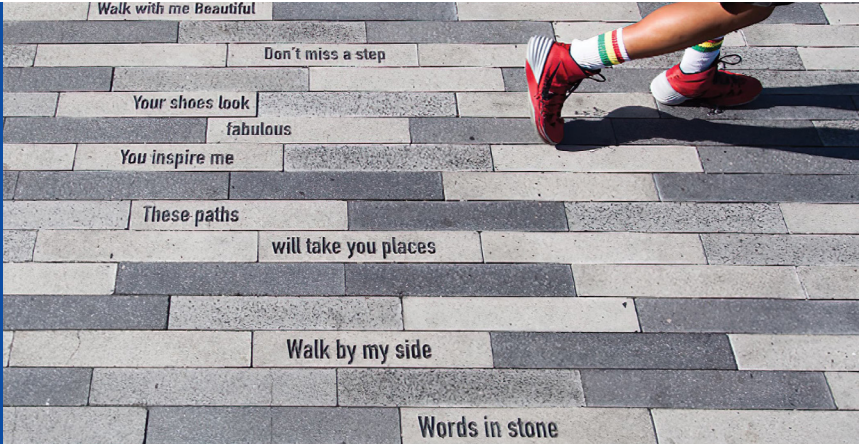 Walk with me Beautiful
Don't miss a step
Your shoes look
fabulous
You inspire me
These paths
will take you places
Walk by my side
Words in stone